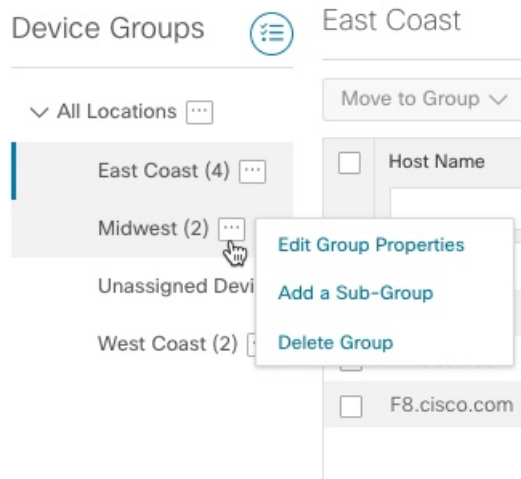 Device Groups
East Coast
Move to Group
All Locations
Host Name
East Coast (4)
Midwest (2)
Edit Group Properties
Unassigned Devi
Add a Sub-Group
West Coast (2)
Delete Group
F8.cisco.com